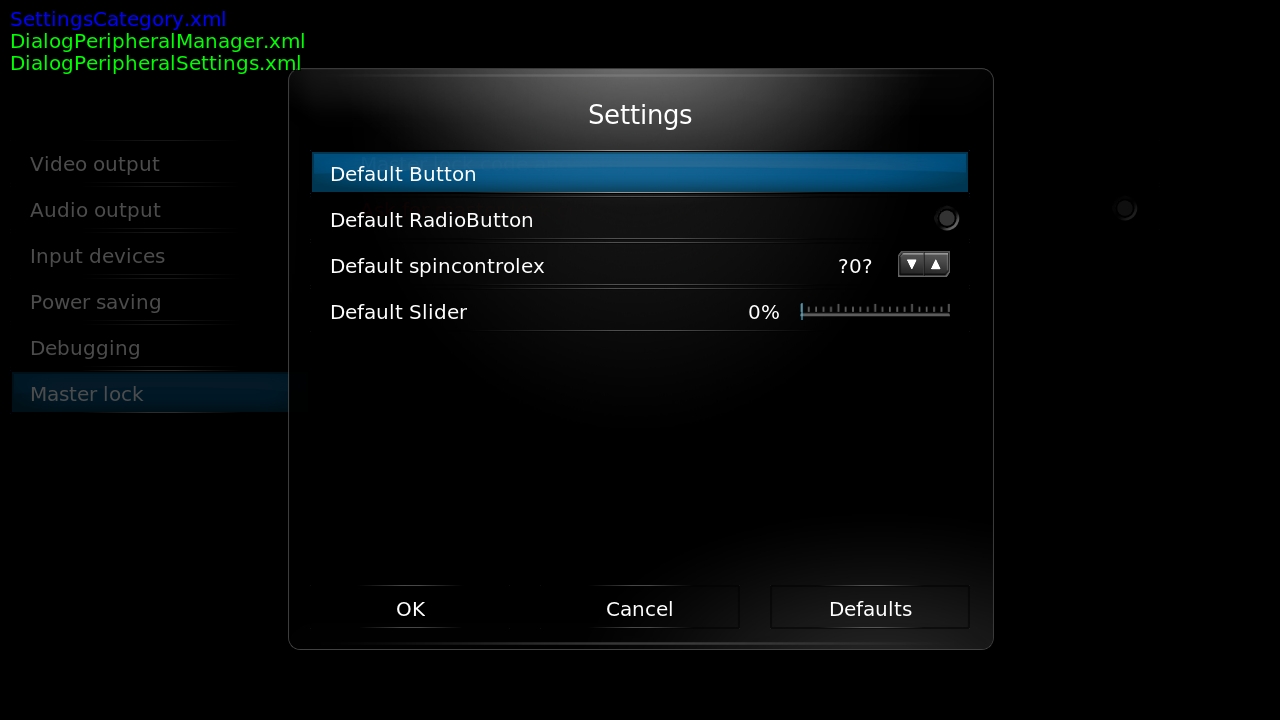 SettingsCategory.xml
DialogPeripheralManager.xml
DialogPeripheralSettings.xml
Settings
Video output
Audio output
Input devices
Power saving
Debugging
Master lock
Default Button
Default RadioButton
Default spincontrolex ?0?
Default Slider 0%
OK Cancel Defaults